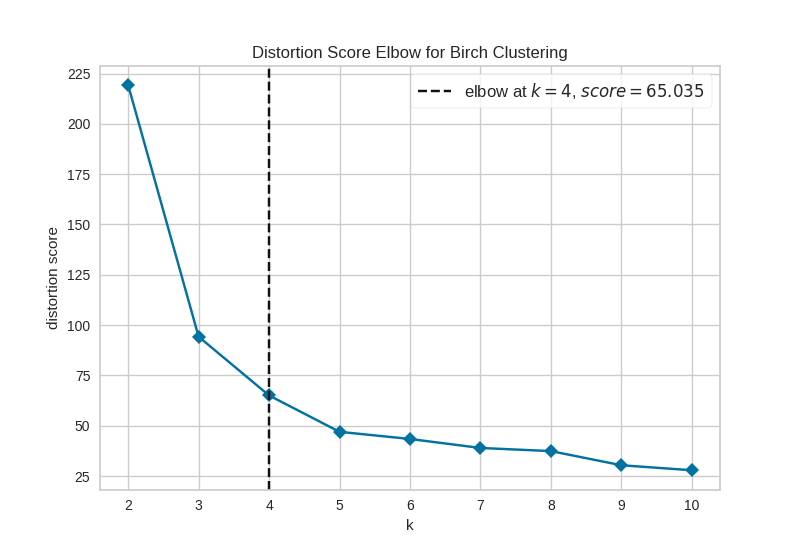 Distortion Score Elbow for Birch Clustering
elbow at k = 4, score = 65.035
225
200
175
150
125
100
75
50
25
distortion score
2 3 4 5 6 7 8 9 10
k